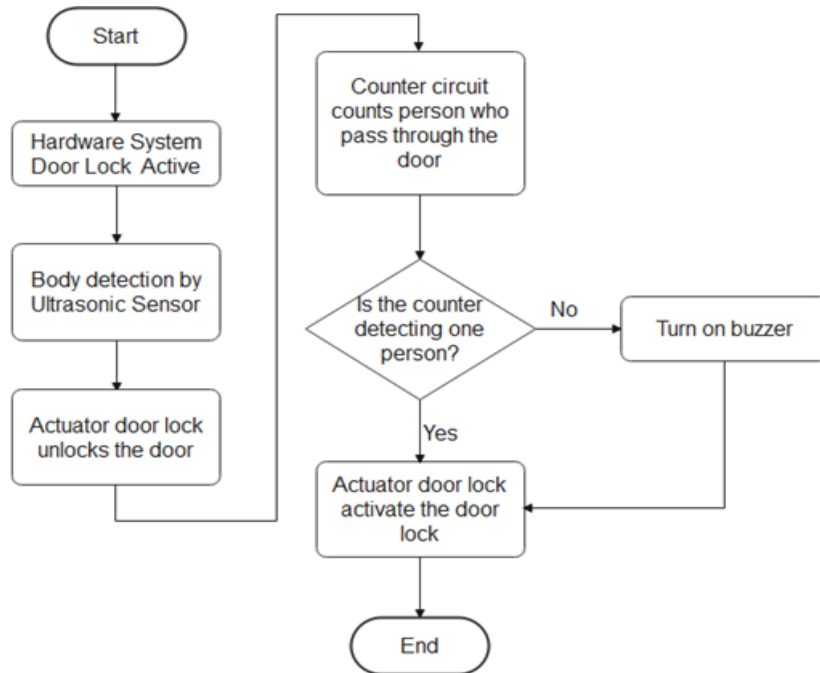 Start
Hardware System
Door Lock Active
Body detection by
Ultrasonic Sensor
Actuator door lock
unlocks the door
Counter circuit
counts person who
pass through the
door
Is the counter
detecting one
person?
No
Turn on buzzer
Yes
Actuator door lock
activate the door
lock
End